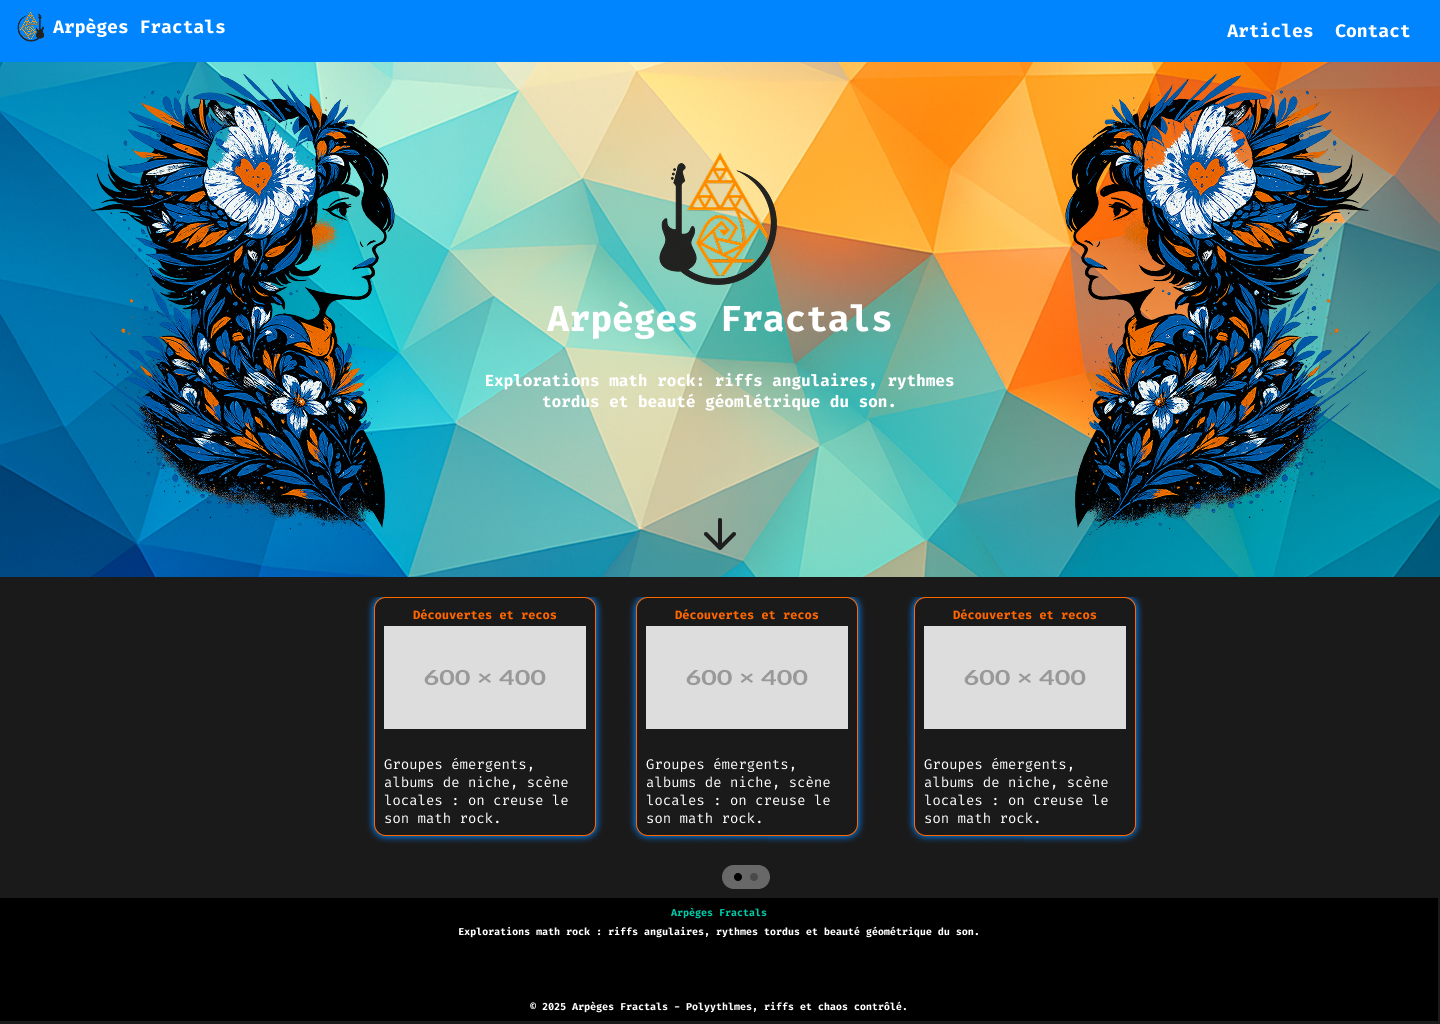 Arpèges Fractals
Articles Contact
Arpèges Fractals
Explorations math rock: riffs angulaires, rythmes
tordus et beauté géomlétrique du son.
Découvertes et recos
600 × 400
Groupes émergents,
albums de niche, scène
locales : on creuse le
son math rock.
Découvertes et recos
600 × 400
Groupes émergents,
albums de niche, scène
locales : on creuse le
son math rock.
Découvertes et recos
600 × 400
Groupes émergents,
albums de niche, scène
locales : on creuse le
son math rock.
Arpèges Fractals
Explorations math rock : riffs angulaires, rythmes tordus et beauté géométrique du son.
© 2025 Arpèges Fractals - Polyythlmes, riffs et chaos contrôlé.